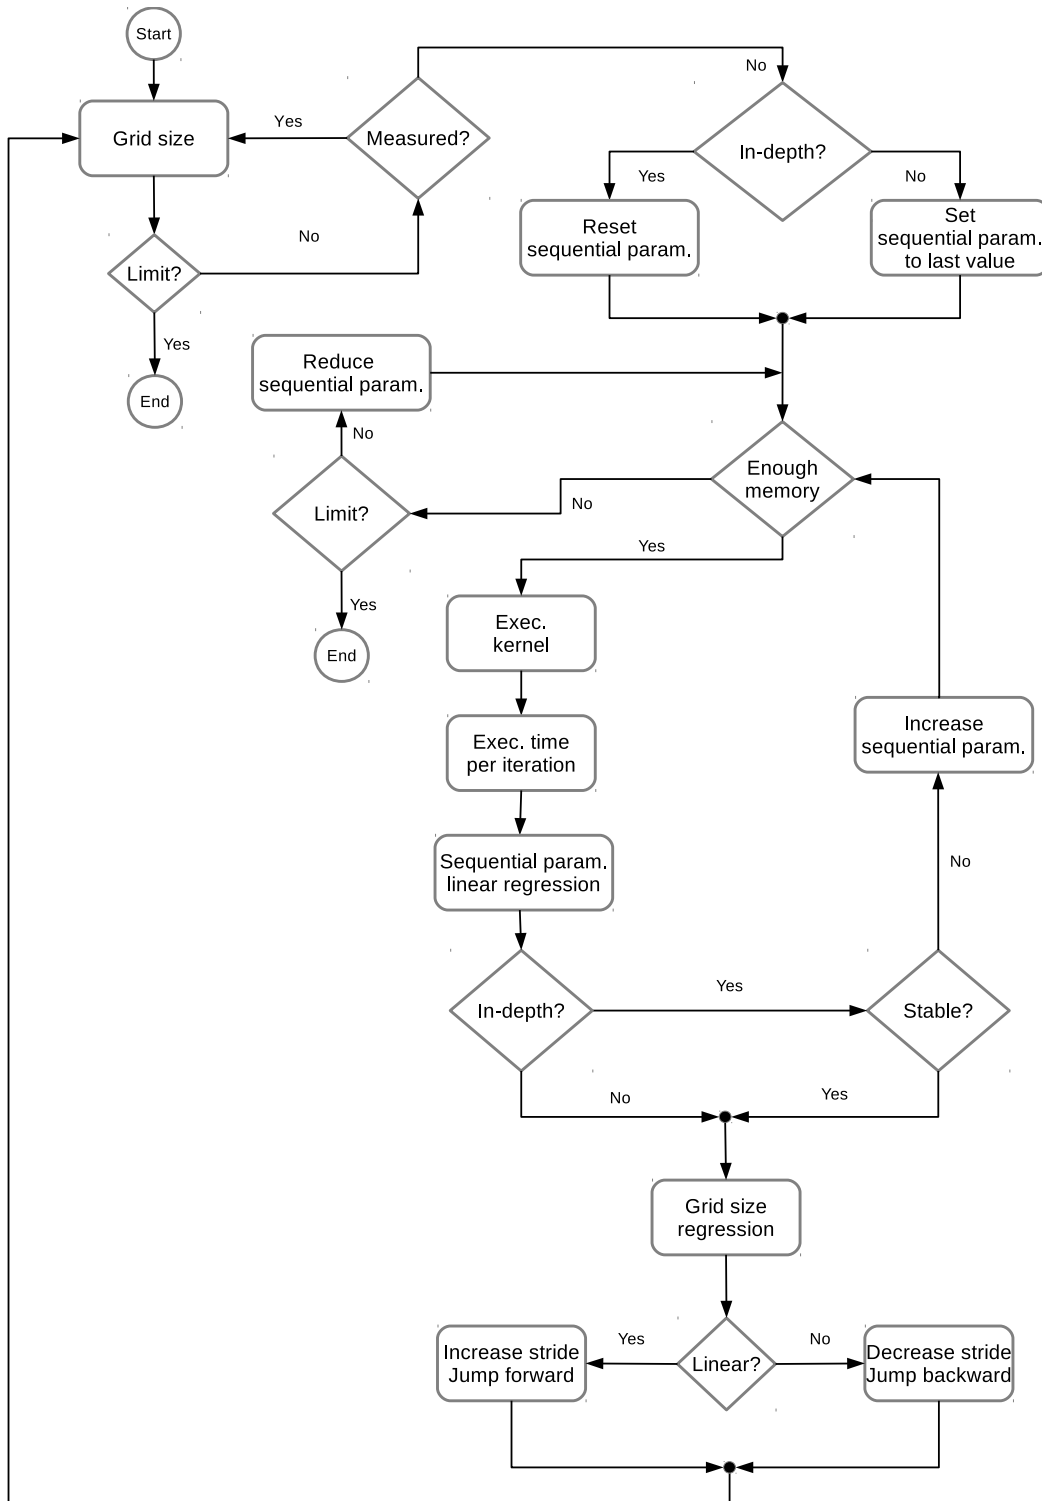 Start
No
Grid size
Yes
Measured?
In-depth?
Yes
No
Reset
sequential param.
Set
sequential param.
to last value
No
Limit?
Yes
End
Reduce
sequential param.
No
Enough
memory
Limit?
No
Yes
Yes
End
Exec.
kernel
Exec. time
per iteration
Increase
sequential param.
Sequential param.
linear regression
No
In-depth?
Yes
Stable?
No
Yes
Grid size
regression
Increase stride
Jump forward
Yes
Linear?
No
Decrease stride
Jump backward